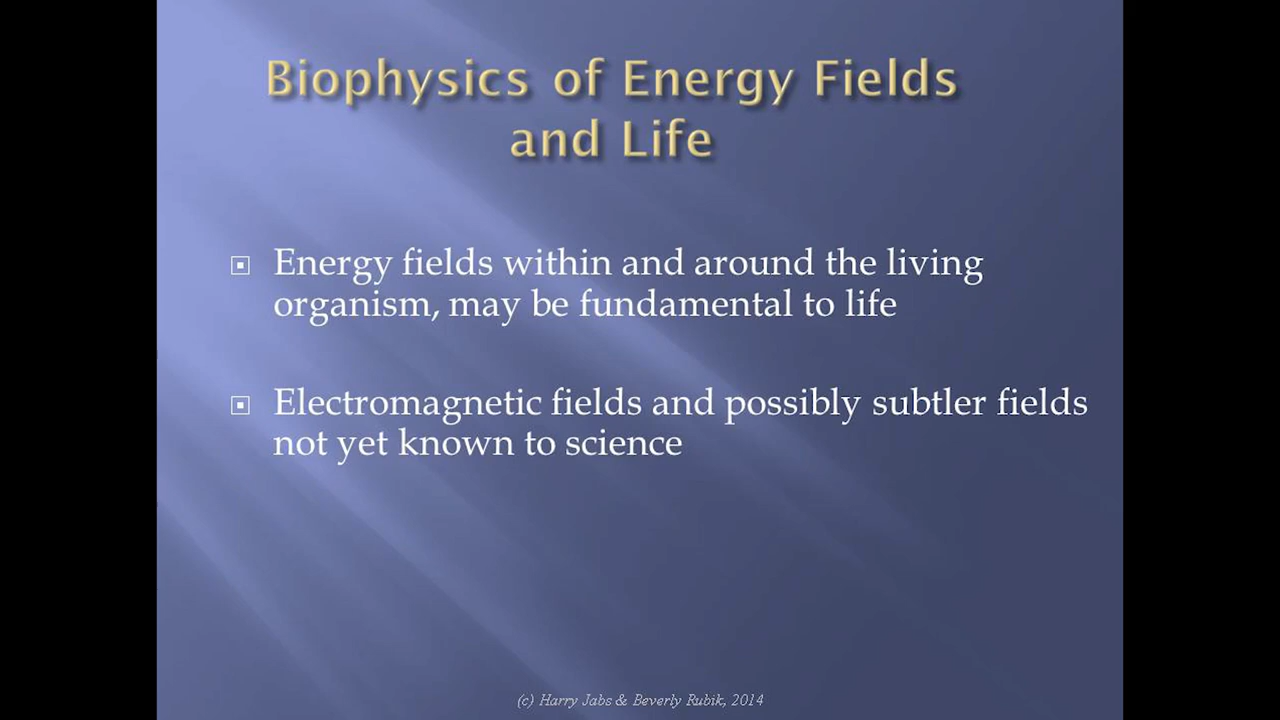 Biophysics of Energy Fields
and Life
Energy fields within and around the living
organism, may be fundamental to life
Electromagnetic fields and possibly subtler fields
not yet known to science
(c) Harry Jabs & Beverly Rubik, 2014